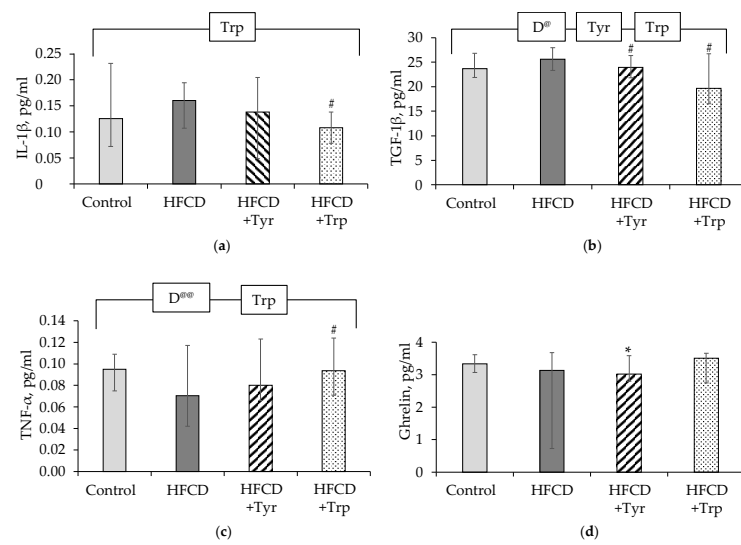 Trp
IL-1β, pg/ml
0.25
0.20
0.15
0.10
0.05
0
#
Control
HFCD
HFCD
+Tyr
HFCD
+Trp
(a)
D@
Tyr
Trp
TGF-1β, pg/ml
30
25
20
15
10
5
0
#
#
Control
HFCD
HFCD
+Tyr
HFCD
+Trp
(b)
D@@
Trp
TNF-α, pg/ml
0.14
0.12
0.10
0.08
0.06
0.04
0.02
0.00
#
Control
HFCD
HFCD
+Tyr
HFCD
+Trp
(c)
Ghrelin, pg/ml
4
3
2
1
0
*
Control
HFCD
HFCD
+Tyr
HFCD
+Trp
(d)